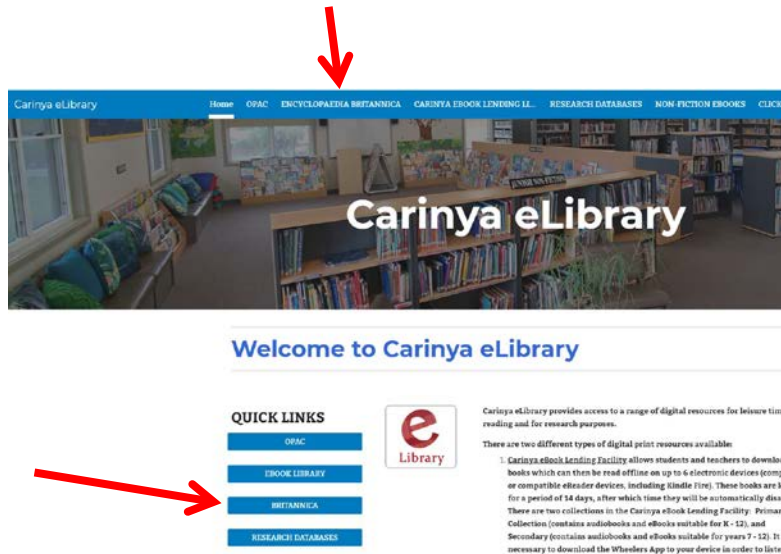 Carinya eLibrary
Home OPAC ENCYCLOPAEDIA BRITANNICA CARINYA EBOOK LENDING LI... RESEARCH DATABASES NON-FICTION EBOOKS CLICK
JUNIOR NON-FICTION
Carinya eLibrary
Welcome to Carinya eLibrary
QUICK LINKS
OPAC
EBOOK LIBRARY
BRITANNICA
RESEARCH DATABASES
e
Library
Carinya eLibrary provides access to a range of digital resources for leisure tim
reading and for research purposes.
There are two different types of digital print resources available:
1. Carinya eBook Lending Facility allows students and teachers to downloa
books which can then be read offline on up to 6 electronic devices (comp
or compatible eReader devices, including Kindle Fire). These books are l
for a period of 14 days, after which time they will be automatically disa
There are two collections in the Carinya eBook Lending Facility: Primar
Collection (contains audiobooks and eBooks suitable for K - 12), and
Secondary (contains audiobooks and eBooks suitable for years 7 - 12). It
necessary to download the Wheelers App to your device in order to list